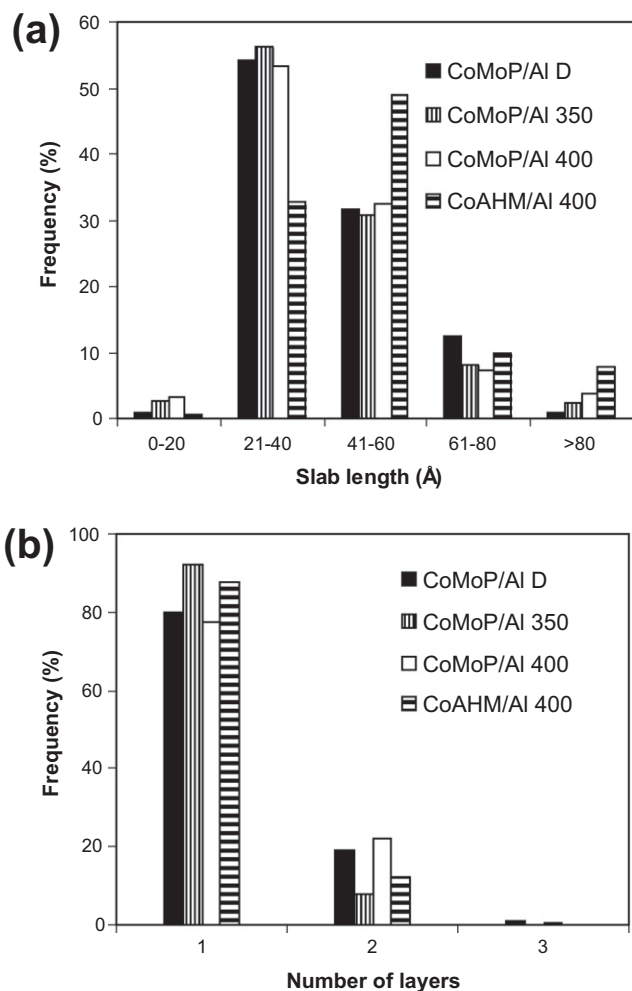 (a)
60
50
40
30
20
10
0
Frequency (%)
CoMoP/Al D
CoMoP/Al 350
CoMoP/Al 400
CoAHM/Al 400
0-20 21-40 41-60 61-80 >80
Slab length (Å)
(b)
100
80
60
40
20
0
Frequency (%)
CoMoP/Al D
CoMoP/Al 350
CoMoP/Al 400
CoAHM/Al 400
1 2 3
Number of layers